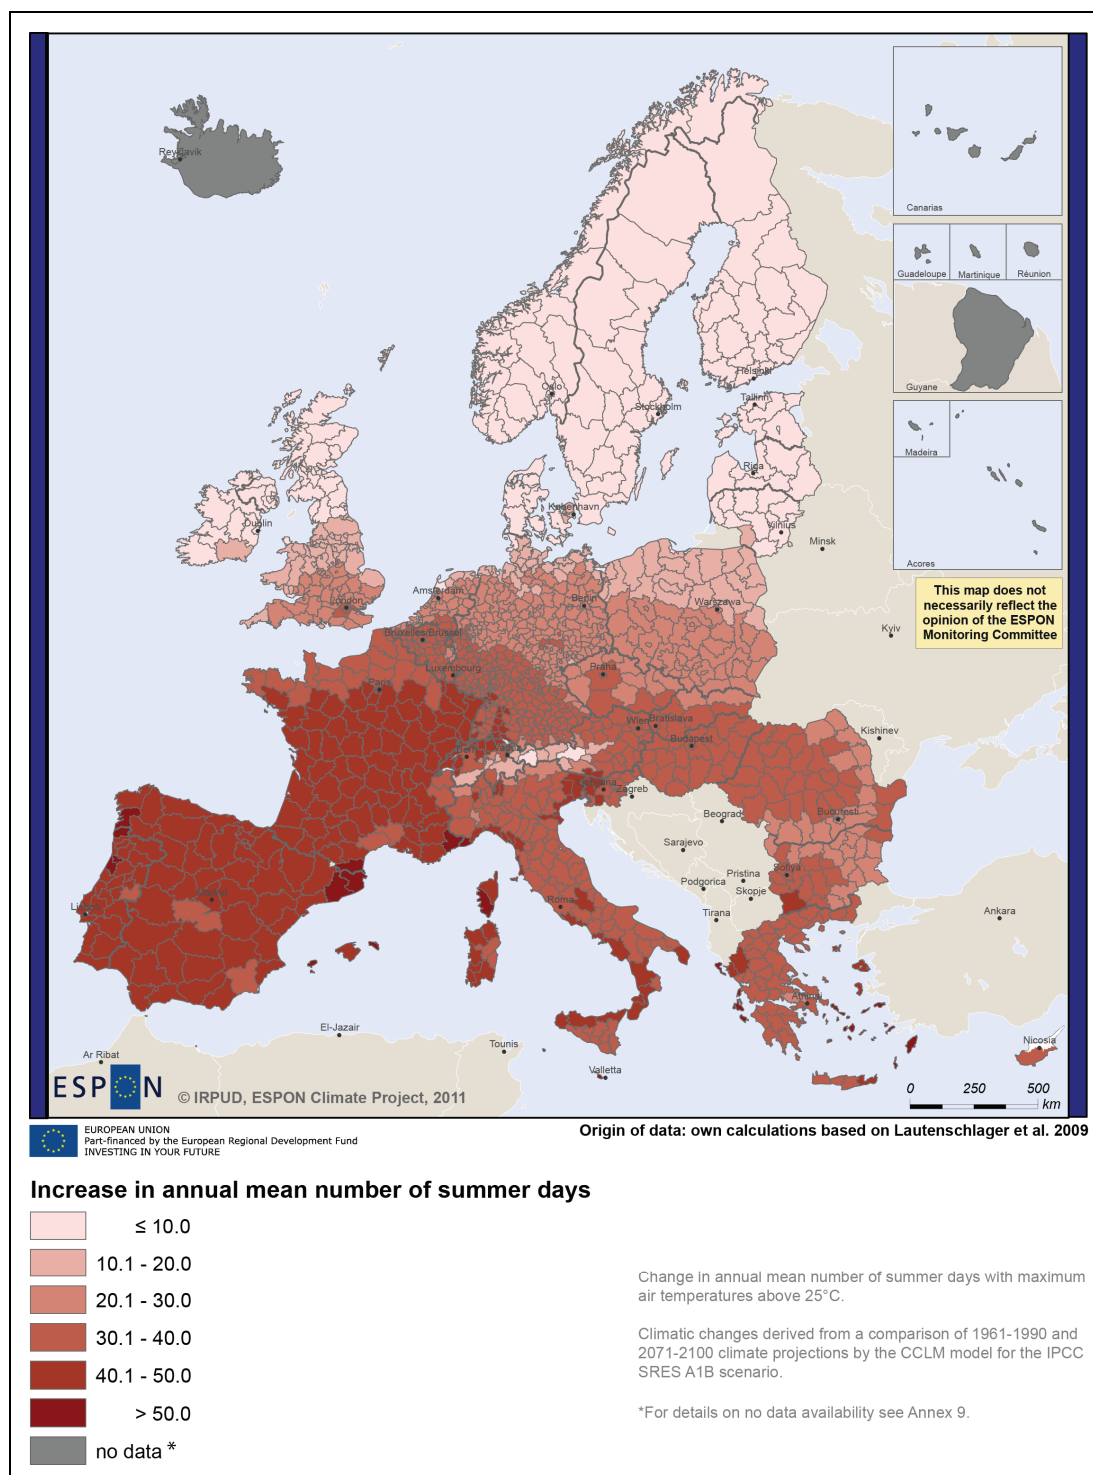 Reykjavik
Canarias
Guadeloupe
Martinique
Réunion
Guyane
Madeira
Acores
This map does not
necessarily reflect the
opinion of the ESPON
Monitoring Committee
Helsinki
Oslo
Tallinn
Stockholm
Riga
København
Dublin
Vilnius
Minsk
Amsterdam
Berlin
London
Warszawa
Bruxelles/Brussel
Kyiv
Luxembourg
Praha
Paris
Wien
Bratislava
Kishinev
Budapest
Bern
Vaduz
Zagreb
Bucuresti
Beograd
Sarajevo
Sofiya
Pristina
Podgorica
Skopje
Roma
Tirana
Ankara
Athinai
El-Jazair
Nicosia
Tounis
Ar Ribat
Valletta
0 250 500
km
ESPON
© IRPUD, ESPON Climate Project, 2011
EUROPEAN UNION
Part-financed by the European Regional Development Fund
INVESTING IN YOUR FUTURE
Origin of data: own calculations based on Lautenschlager et al. 2009
Increase in annual mean number of summer days
≤ 10.0
10.1 - 20.0
20.1 - 30.0
30.1 - 40.0
40.1 - 50.0
> 50.0
no data *
Change in annual mean number of summer days with maximum
air temperatures above 25°C.
Climatic changes derived from a comparison of 1961-1990 and
2071-2100 climate projections by the CCLM model for the IPCC
SRES A1B scenario.
*For details on no data availability see Annex 9.